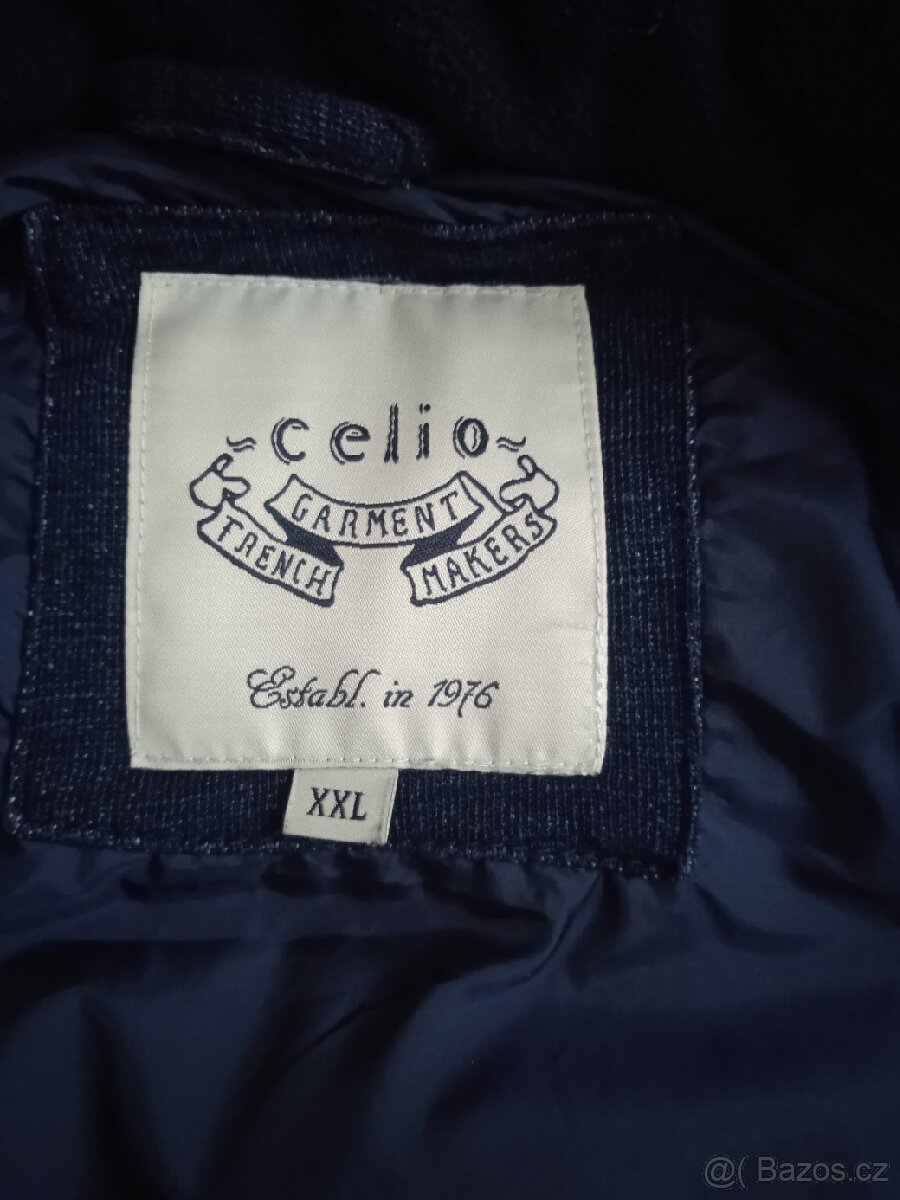 ~celio~
FRENCH GARMENT MAKERS
Establ. in 1976
XXL
@( Bazos.cz